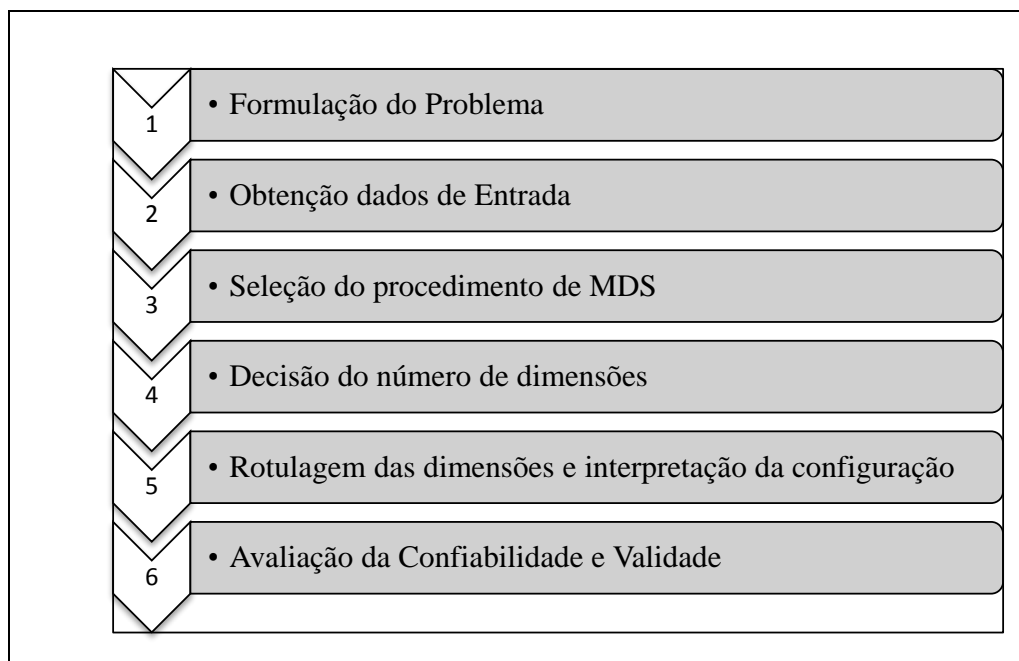 1
• Formulação do Problema
2
• Obtenção dados de Entrada
3
• Seleção do procedimento de MDS
4
• Decisão do número de dimensões
5
• Rotulagem das dimensões e interpretação da configuração
6
• Avaliação da Confiabilidade e Validade